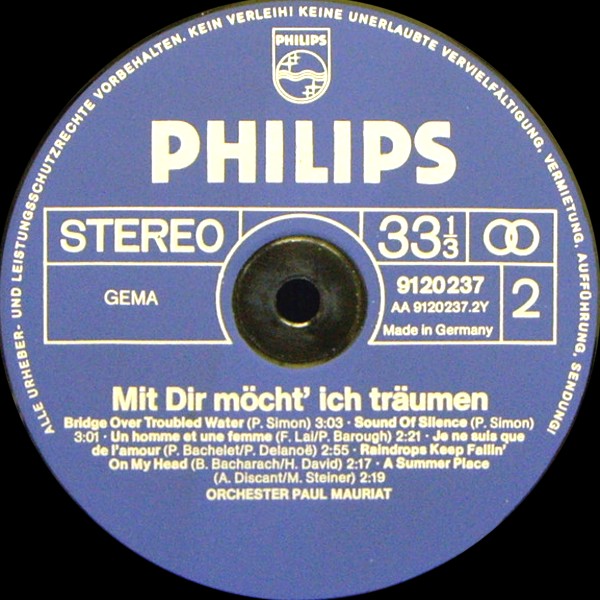 ALLE URHEBER- UND LEISTUNGSSCHUTZRECHTE VORBEHALTEN. KEIN VERLEIH! KEINE UNERLAUBTE VERVIELFÄLTIGUNG, VERMIETUNG, AUFFÜHRUNG, SENDUNG!
PHILIPS
PHILIPS
STEREO
33 1/3
GEMA
9120237
AA 9120237.2Y
Made in Germany
2
Mit Dir möcht' ich träumen
Bridge Over Troubled Water (P. Simon) 3:03 · Sound Of Silence (P. Simon)
3:01 · Un homme et une femme (F. Lai/P. Barough) 2:21 · Je ne suis que
de l'amour (P. Bachelet/P. Delanoë) 2:55 · Raindrops Keep Fallin'
On My Head (B. Bacharach/H. David) 2:17 · A Summer Place
(A. Discant/M. Steiner) 2:19
ORCHESTER PAUL MAURIAT